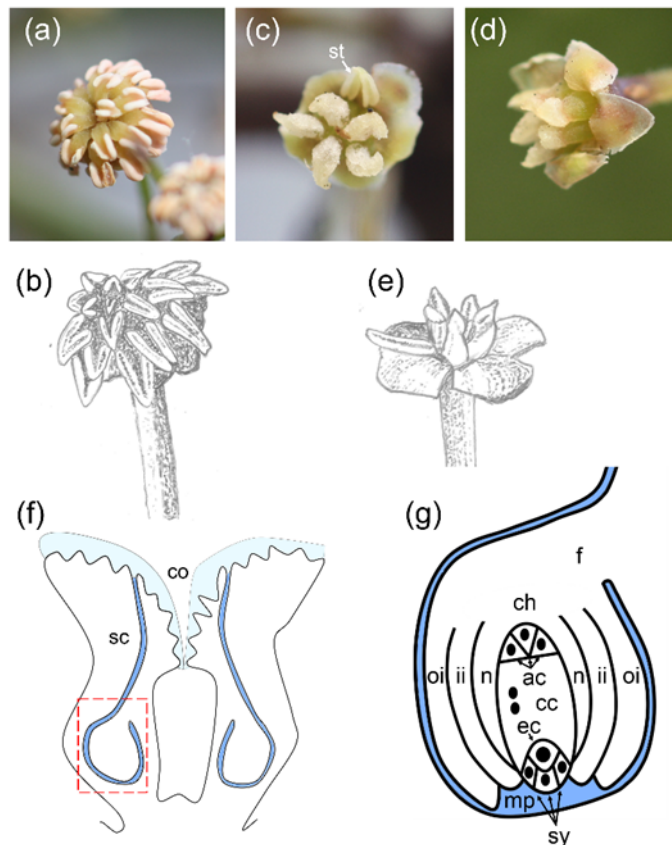 (a)
(c)
st
(d)
(b)
(e)
(f)
co
sc
(g)
f
ch
oi ii n ac n ii oi
cc
ec
mp
sy